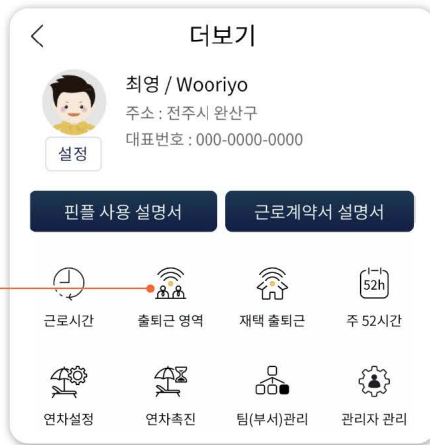 더보기
최영 / Wooriyo
주소 : 전주시 완산구
대표번호 : 000-0000-0000
설정
핀플 사용 설명서 근로계약서 설명서
52h
근로시간 출퇴근 영역 재택 출퇴근 주 52시간
연차설정 연차촉진 팀(부서)관리 관리자 관리